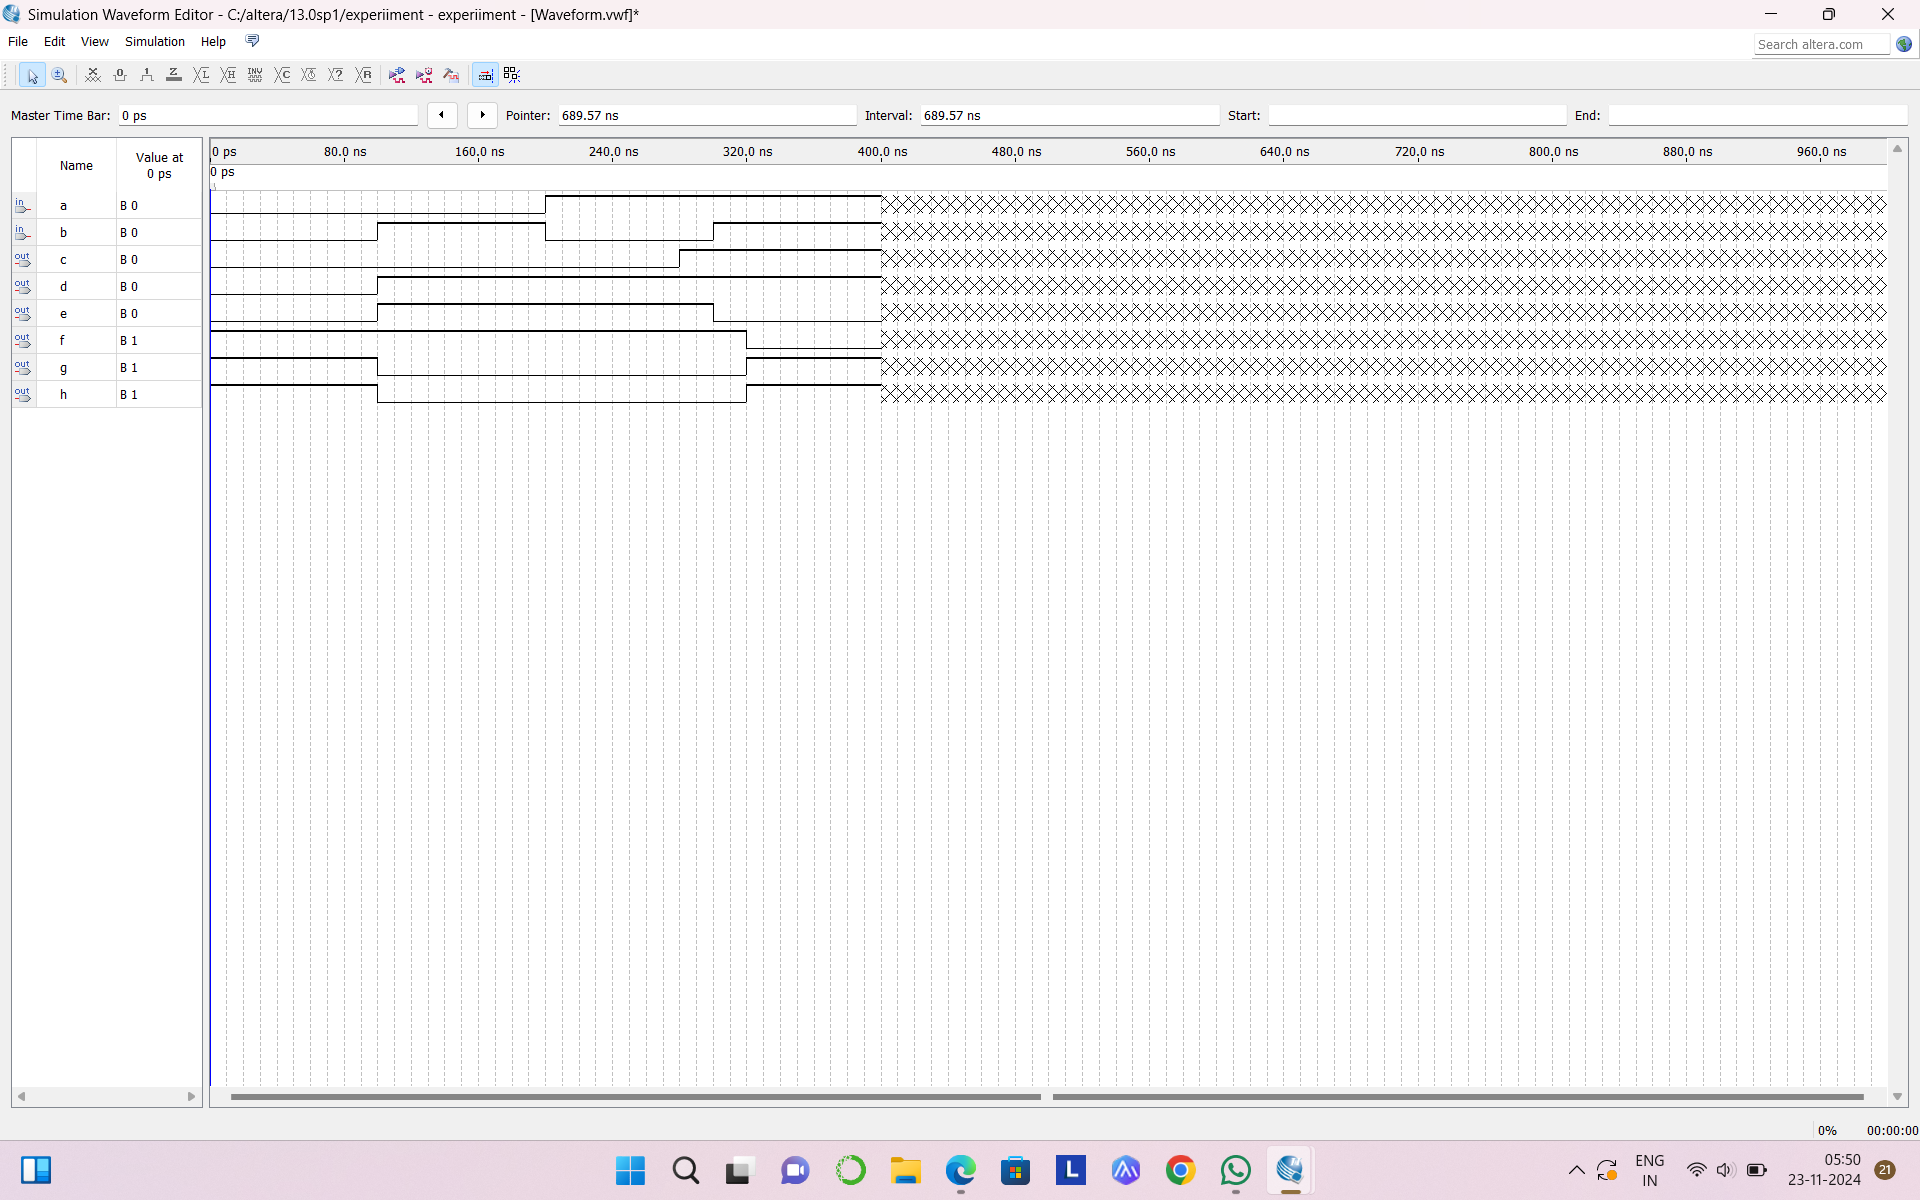 Simulation Waveform Editor - C:/altera/13.0sp1/experiiment - experiiment - [Waveform.vwf]*
File Edit View Simulation Help
Search altera.com
Master Time Bar: 0 ps Pointer: 689.57 ns Interval: 689.57 ns Start: End:
Name Value at 0 ps
0 ps 80.0 ns 160.0 ns 240.0 ns 320.0 ns 400.0 ns 480.0 ns 560.0 ns 640.0 ns 720.0 ns 800.0 ns 880.0 ns 960.0 ns
0 ps
in a B 0
in b B 0
out c B 0
out d B 0
out e B 0
out f B 1
out g B 1
out h B 1
0% 00:00:00
L
ENG
IN
05:50
23-11-2024
21